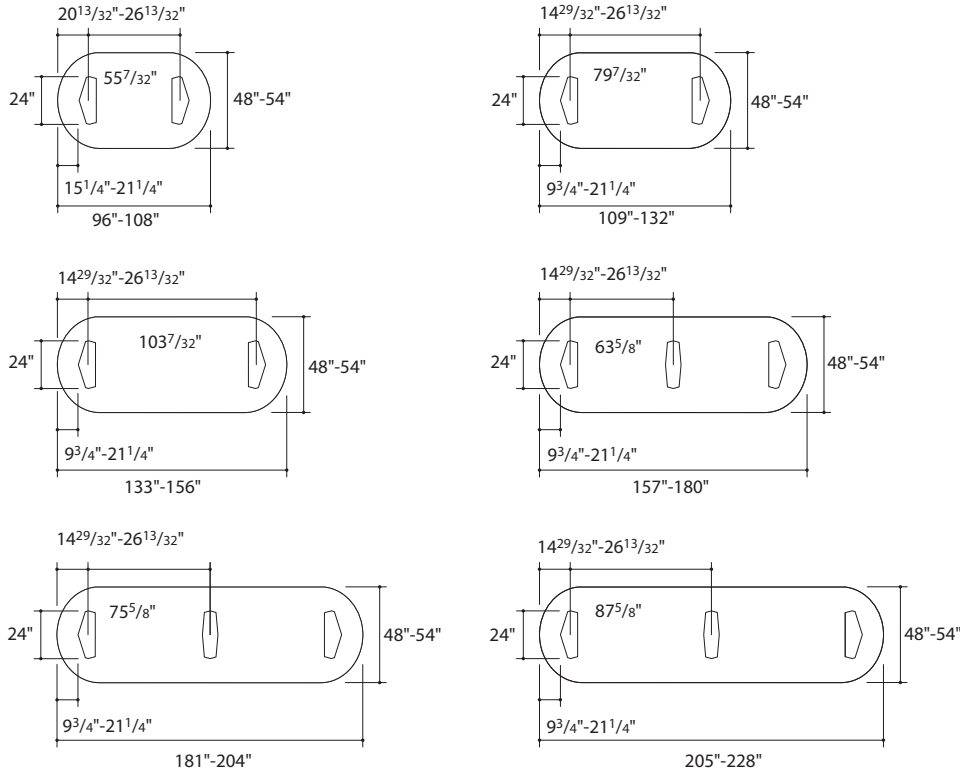 20 13/32"-26 13/32"
55 7/32"
24"
48"-54"
15 1/4"-21 1/4"
96"-108"
14 29/32"-26 13/32"
79 7/32"
24"
48"-54"
9 3/4"-21 1/4"
109"-132"
14 29/32"-26 13/32"
103 7/32"
24"
48"-54"
9 3/4"-21 1/4"
133"-156"
14 29/32"-26 13/32"
63 5/8"
24"
48"-54"
9 3/4"-21 1/4"
157"-180"
14 29/32"-26 13/32"
75 5/8"
24"
48"-54"
9 3/4"-21 1/4"
181"-204"
14 29/32"-26 13/32"
87 5/8"
24"
48"-54"
9 3/4"-21 1/4"
205"-228"